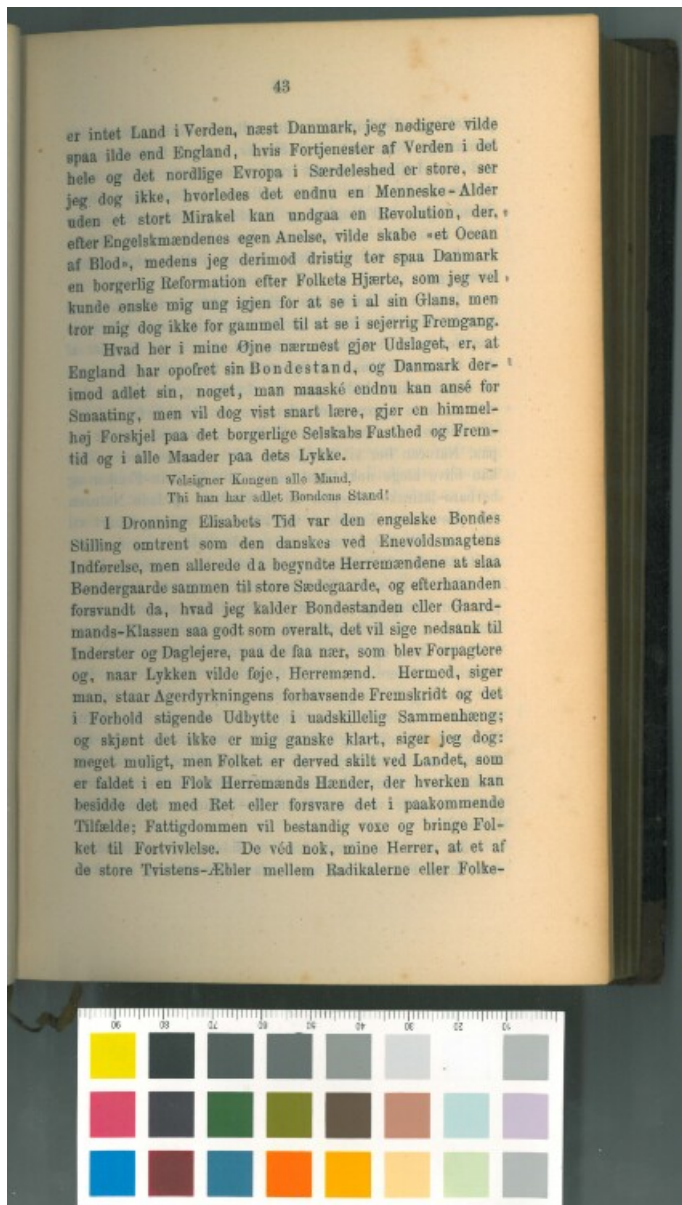 43
er intet Land i Verden, næst Danmark, jeg nødigere vilde
spaa ilde end England, hvis Fortjenester af Verden i det
hele og det nordlige Evropa i Særdeleshed er store, ser
jeg dog ikke, hvorledes det endnu en Menneske-Alder
uden et stort Mirakel kan undgaa en Revolution, der,
efter Engelskmændenes egen Anelse, vilde skabe «et Ocean
af Blod», medens jeg derimod dristig tør spaa Danmark
en borgerlig Reformation efter Folkets Hjærte, som jeg vel
kunde ønske mig ung igjen for at se i al sin Glans, men
tror mig dog ikke for gammel til at se i sejerrig Fremgang.
Hvad her i mine Øjne nærmest gjør Udslaget, er, at
England har opofret sin Bondestand, og Danmark der-
imod adlet sin, noget, man maaské endnu kan ansé for
Smaating, men vil dog vist snart lære, gjør en himmel-
høj Forskjel paa det borgerlige Selskabs Fasthed og Frem-
tid og i alle Maader paa dets Lykke.
Velsigner Kongen alle Mand,
Thi han har adlet Bondens Stand!
I Dronning Elisabets Tid var den engelske Bondes
Stilling omtrent som den danskes ved Enevoldsmagtens
Indførelse, men allerede da begyndte Herremændene at slaa
Bøndergaarde sammen til store Sædegaarde, og efterhaanden
forsvandt da, hvad jeg kalder Bondestanden eller Gaard-
mands-Klassen saa godt som overalt, det vil sige nedsank til
Inderster og Daglejere, paa de faa nær, som blev Forpagtere
og, naar Lykken vilde føje, Herremænd. Hermed, siger
man, staar Agerdyrkningens forbavsende Fremskridt og det
i Forhold stigende Udbytte i uadskillelig Sammenhæng;
og skjønt det ikke er mig ganske klart, siger jeg dog:
meget muligt, men Folket er derved skilt ved Landet, som
er faldet i en Flok Herremænds Hænder, der hverken kan
besidde det med Ret eller forsvare det i paakommende
Tilfælde; Fattigdommen vil bestandig voxe og bringe Fol-
ket til Fortvivlelse. De véd nok, mine Herrer, at et af
de store Tvistens-Æbler mellem Radikalerne eller Folke-
90 80 70 60 50 40 30 20 10